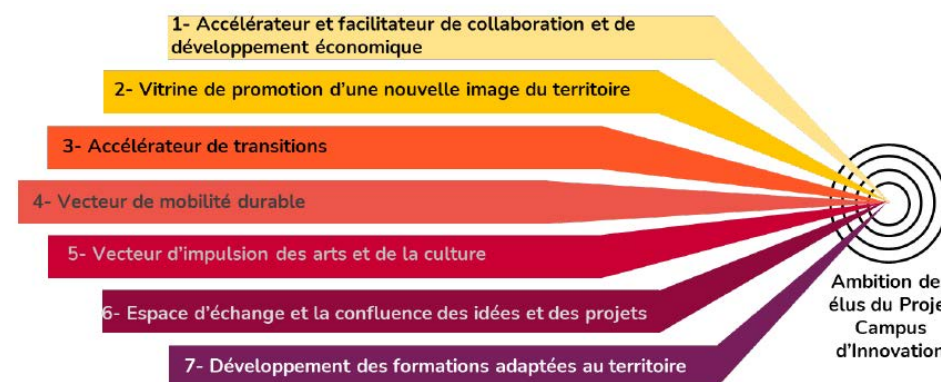 1- Accélérateur et facilitateur de collaboration et de
développement économique
2- Vitrine de promotion d'une nouvelle image du territoire
3- Accélérateur de transitions
4- Vecteur de mobilité durable
5- Vecteur d'impulsion des arts et de la culture
6- Espace d'échange et la confluence des idées et des projets
7- Développement des formations adaptées au territoire
Ambition de
élus du Proje
Campus
d'Innovation